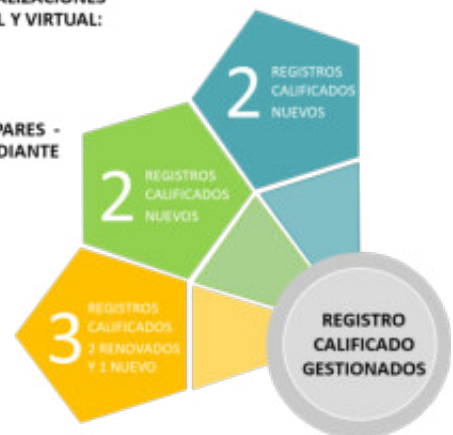 ALIZACIONES
L Y VIRTUAL:
2
REGISTROS
CALIFICADOS
NUEVOS
PARES -
DIANTE
2
REGISTROS
CALIFICADOS
NUEVOS
3
REGISTROS
CALIFICADOS
2 RENOVADOS
Y 1 NUEVO
REGISTRO
CALIFICADO
GESTIONADOS